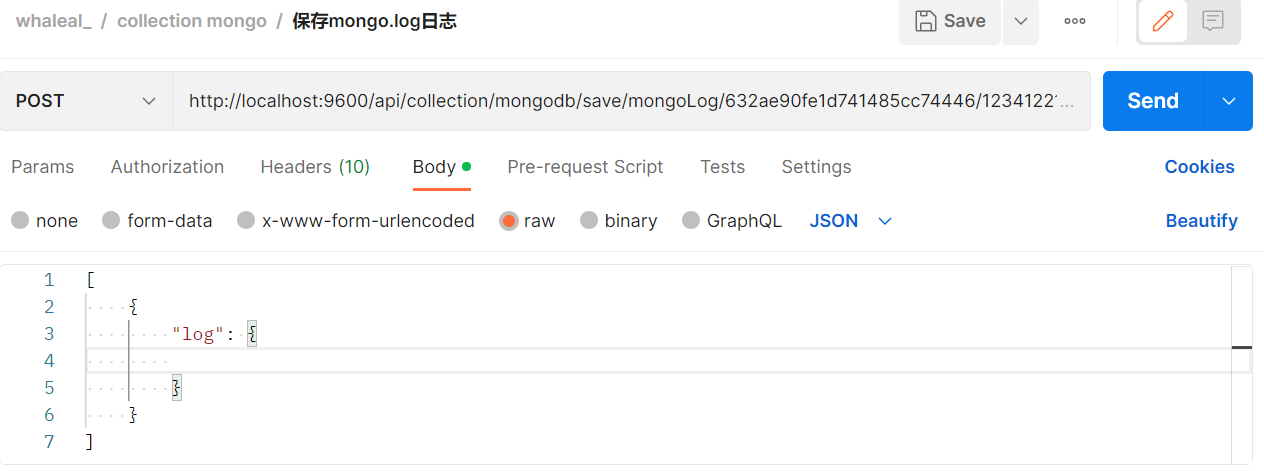 whaleal_ / collection mongo / 保存mongo.log日志
Save
POST
http://localhost:9600/api/collection/mongodb/save/mongoLog/632ae90fe1d741485cc74446/12341221...
Send
Params Authorization Headers (10) Body Pre-request Script Tests Settings Cookies
none form-data x-www-form-urlencoded raw binary GraphQL JSON Beautify
1 [
2 {
3 "log": {
4
5 }
6 }
7 ]